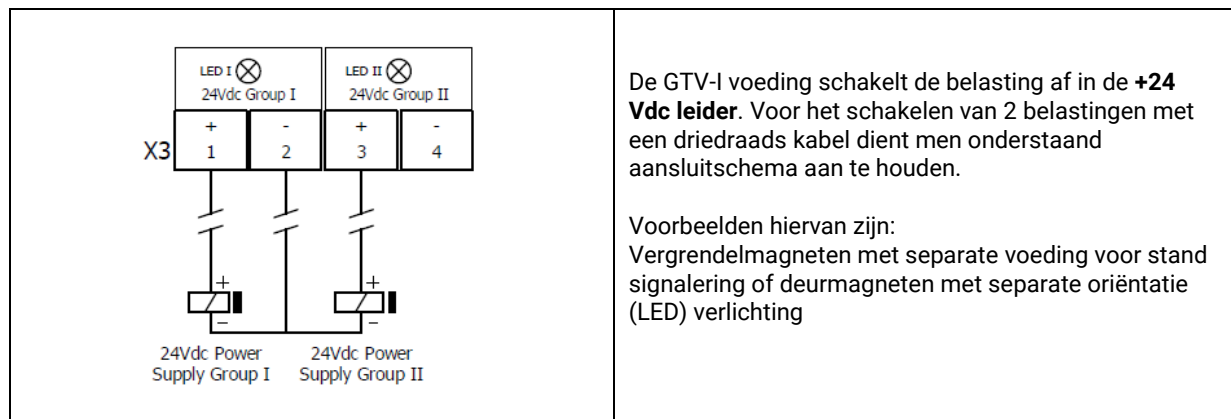 LED I
24Vdc Group I
LED II
24Vdc Group II
X3
+
1
-
2
+
3
-
4
+
–
+
–
24Vdc Power
Supply Group I
24Vdc Power
Supply Group II
De GTV-I voeding schakelt de belasting af in de +24
Vdc leider. Voor het schakelen van 2 belastingen met
een driedraads kabel dient men onderstaand
aansluitschema aan te houden.
Voorbeelden hiervan zijn:
Vergrendelmagneten met separate voeding voor stand
signalering of deurmagneten met separate oriëntatie
(LED) verlichting